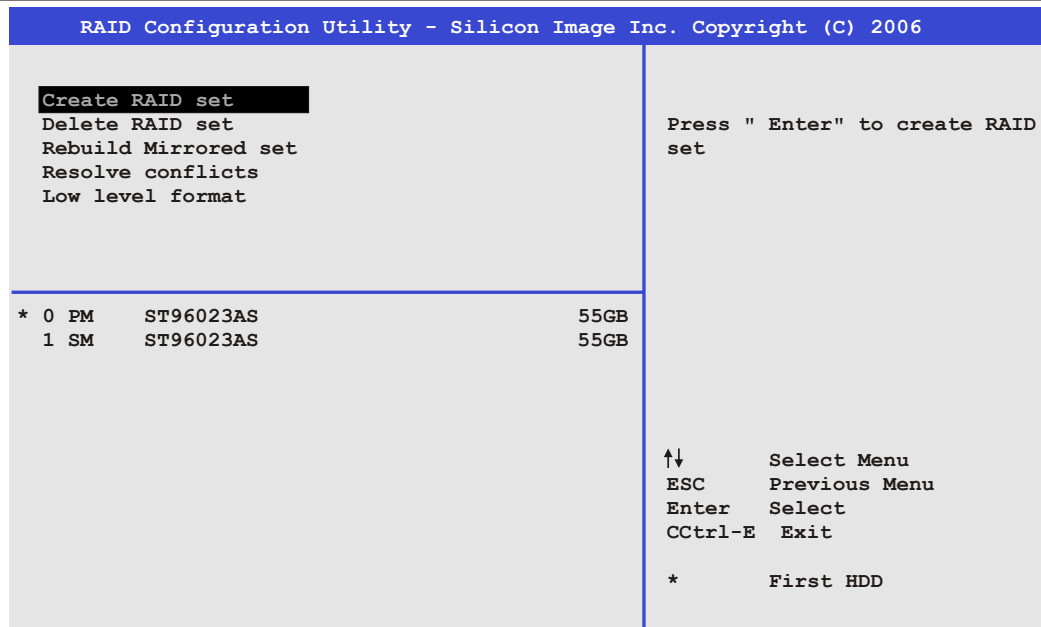 RAID Configuration Utility - Silicon Image Inc. Copyright (C) 2006
Create RAID set
Delete RAID set
Rebuild Mirrored set
Resolve conflicts
Low level format
Press " Enter" to create RAID
set
* 0 PM ST96023AS 55GB
1 SM ST96023AS 55GB
↑↓ Select Menu
ESC Previous Menu
Enter Select
CCtrl-E Exit
* First HDD